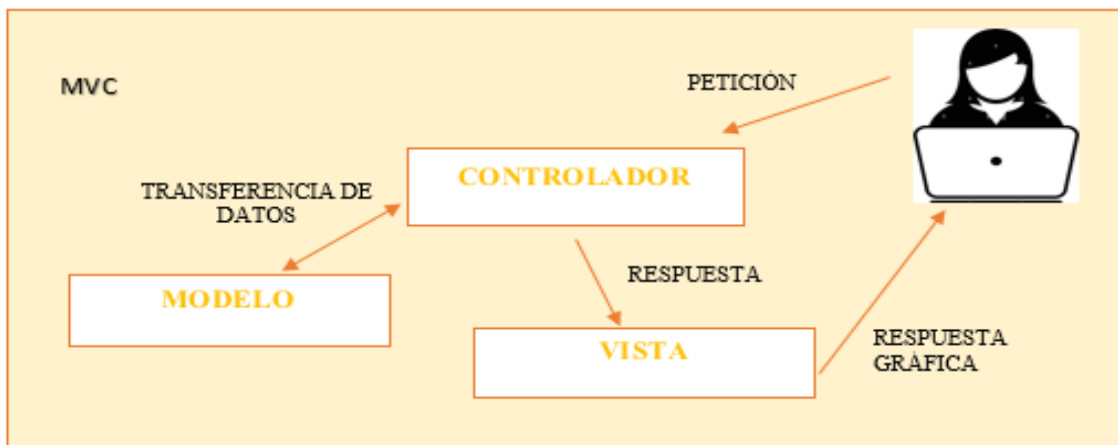 MVC
PETICIÓN
CONTROLADOR
TRANSFERENCIA DE
DATOS
RESPUESTA
MODELO
VISTA
RESPUESTA
GRÁFICA